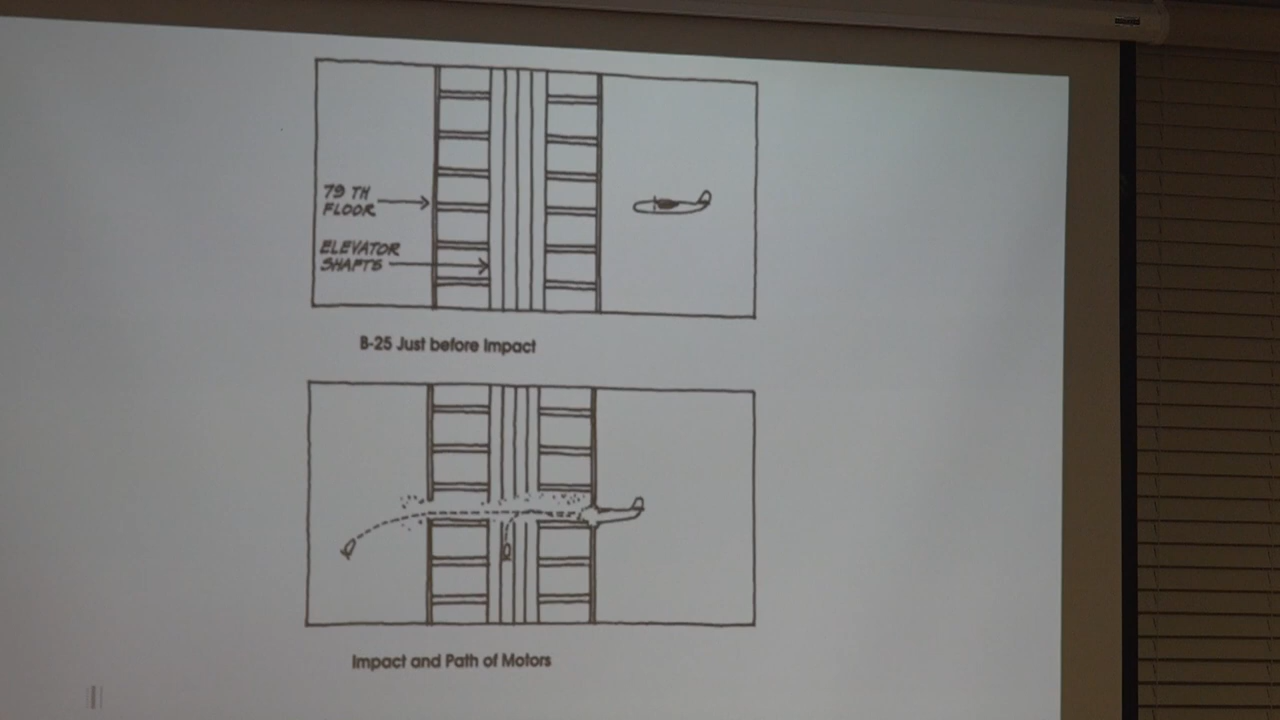 79 TH
FLOOR
ELEVATOR
SHAFTS
B-25 Just before Impact
Impact and Path of Motors